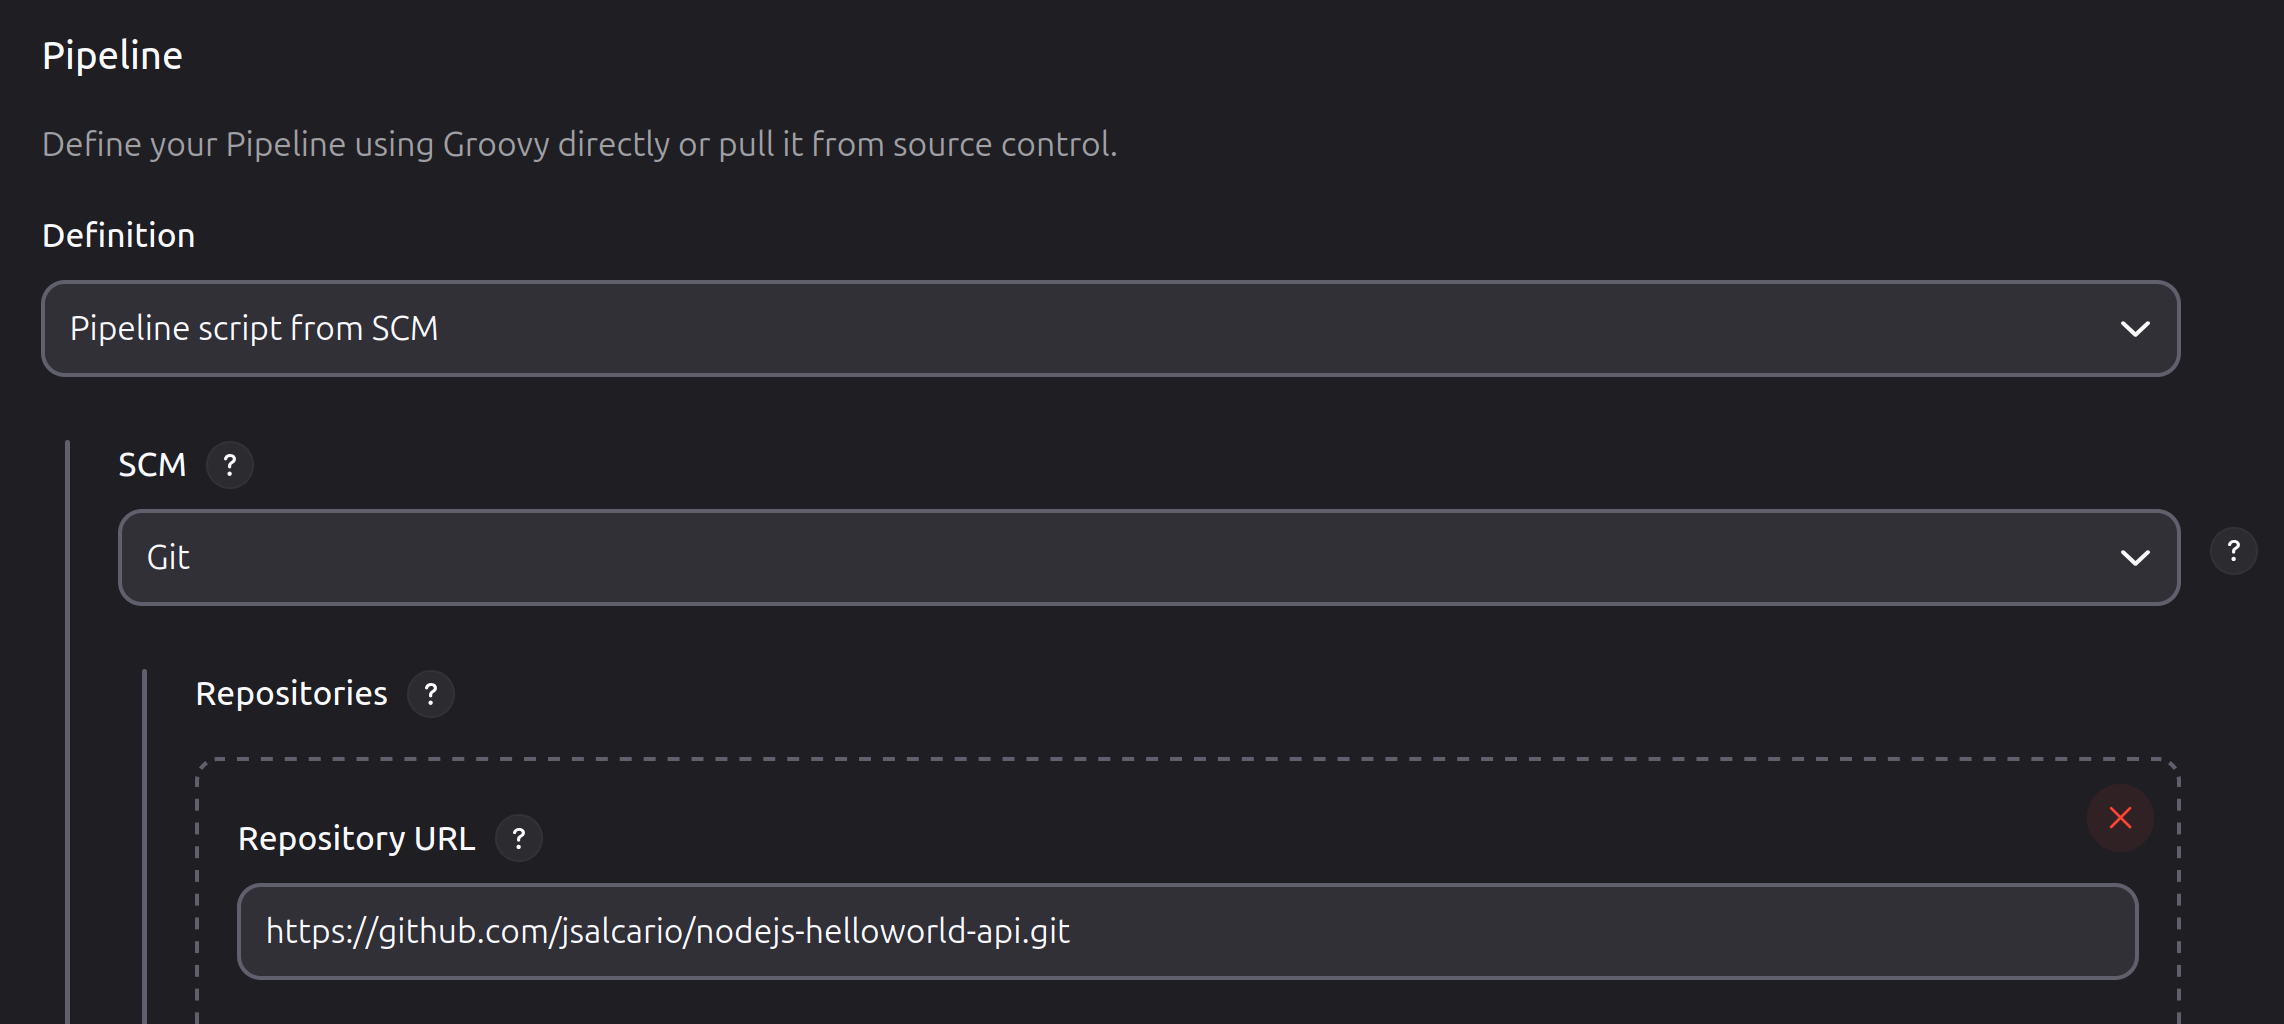 Pipeline
Define your Pipeline using Groovy directly or pull it from source control.
Definition
Pipeline script from SCM
SCM ?
Git
?
Repositories ?
Repository URL ?
https://github.com/jsalcario/nodejs-helloworld-api.git